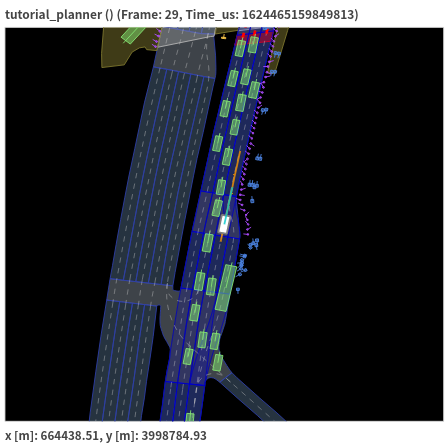 tutorial_planner () (Frame: 29, Time_us: 1624465159849813)
x [m]: 664438.51, y [m]: 3998784.93